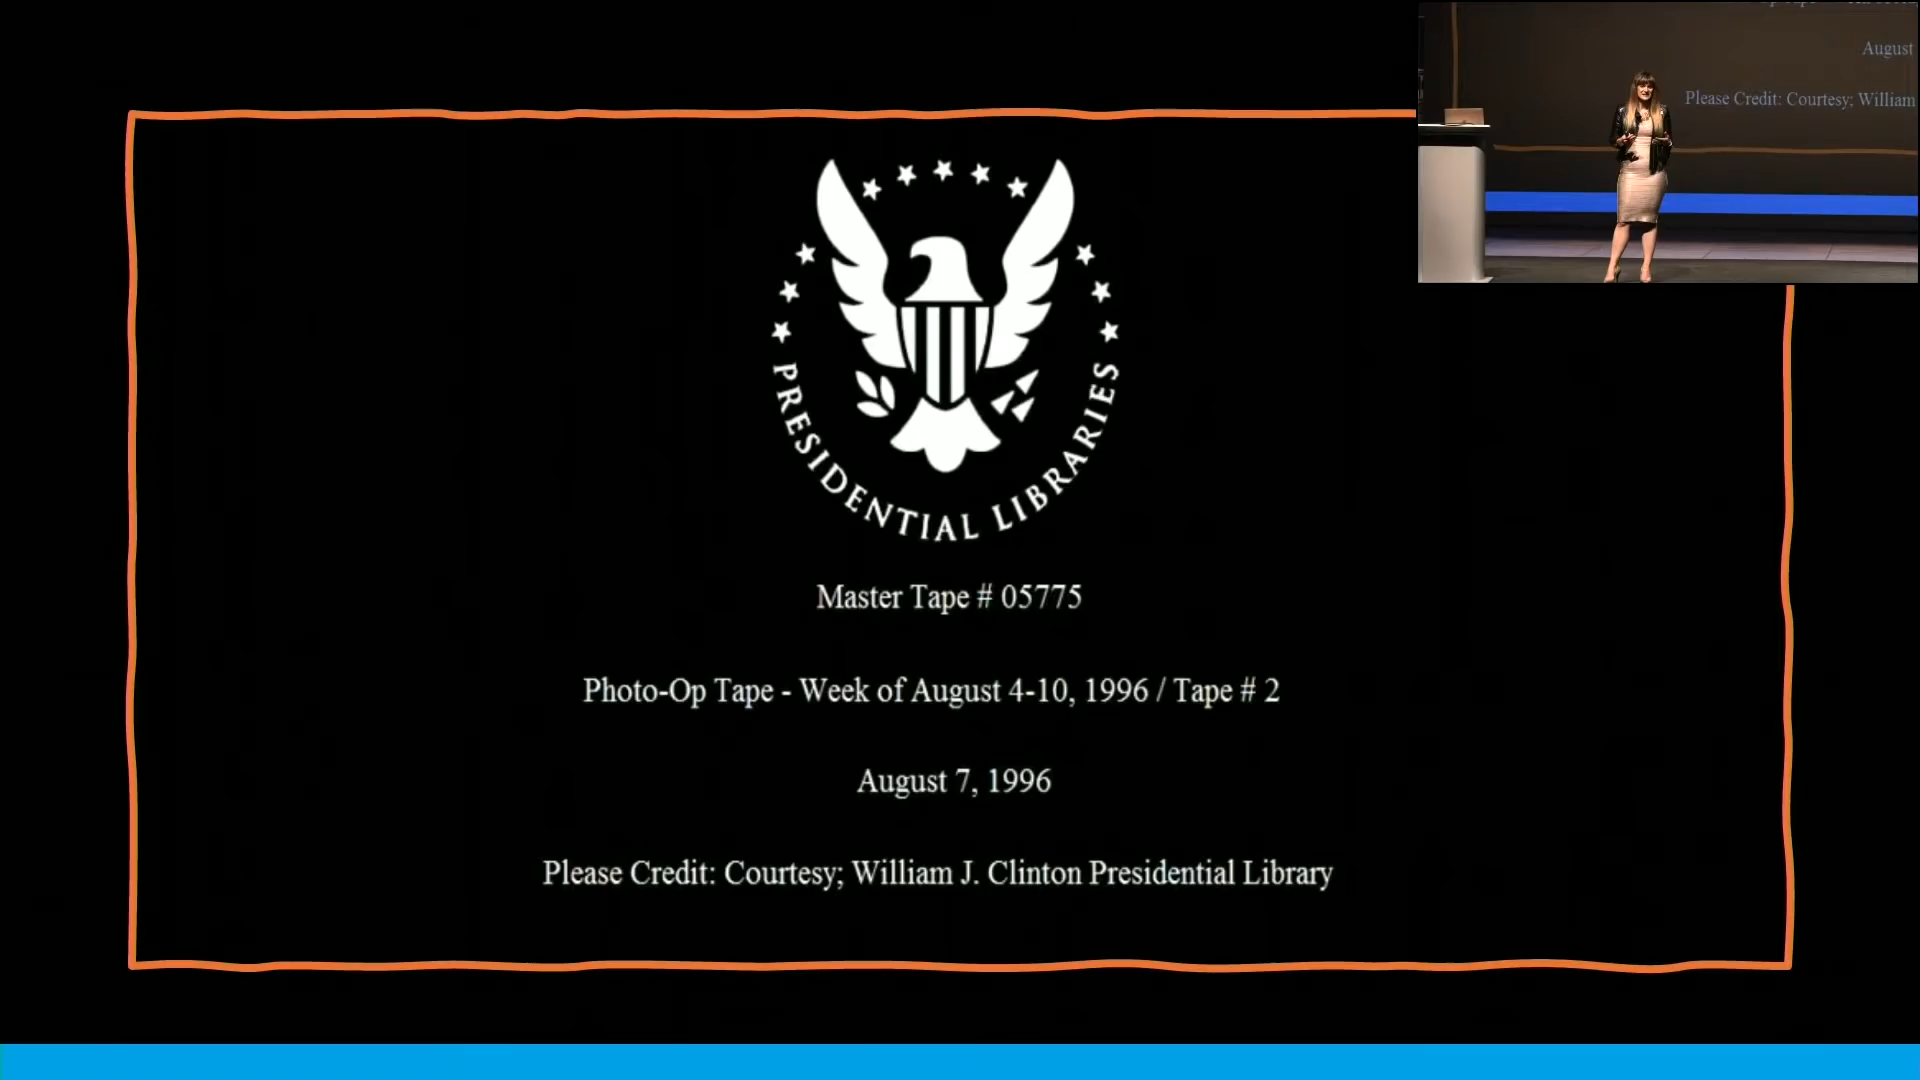 PRESIDENTIAL LIBRARIES
Master Tape # 05775
Photo-Op Tape - Week of August 4-10, 1996 / Tape # 2
August 7, 1996
Please Credit: Courtesy; William J. Clinton Presidential Library
August
Please Credit: Courtesy; William